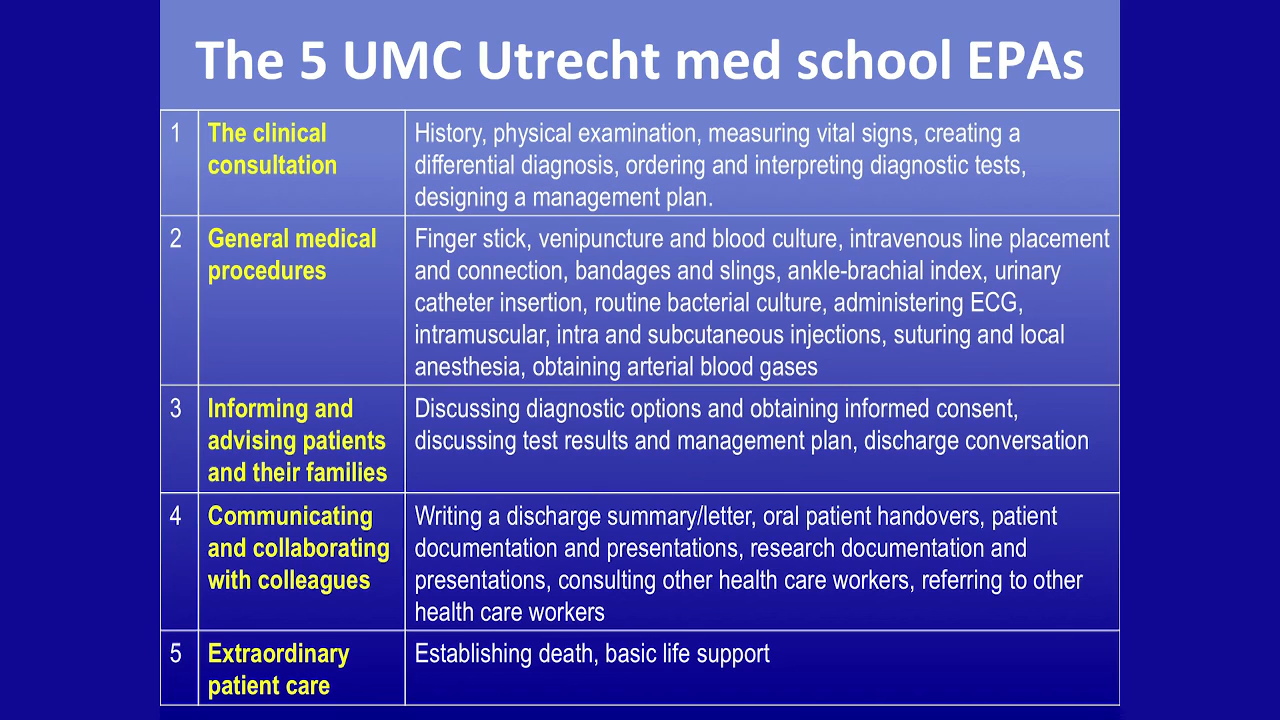 The 5 UMC Utrecht med school EPAs
1
The clinical
consultation
History, physical examination, measuring vital signs, creating a
differential diagnosis, ordering and interpreting diagnostic tests,
designing a management plan.
2
General medical
procedures
Finger stick, venipuncture and blood culture, intravenous line placement
and connection, bandages and slings, ankle-brachial index, urinary
catheter insertion, routine bacterial culture, administering ECG,
intramuscular, intra and subcutaneous injections, suturing and local
anesthesia, obtaining arterial blood gases
3
Informing and
advising patients
and their families
Discussing diagnostic options and obtaining informed consent,
discussing test results and management plan, discharge conversation
4
Communicating
and collaborating
with colleagues
Writing a discharge summary/letter, oral patient handovers, patient
documentation and presentations, research documentation and
presentations, consulting other health care workers, referring to other
health care workers
5
Extraordinary
patient care
Establishing death, basic life support